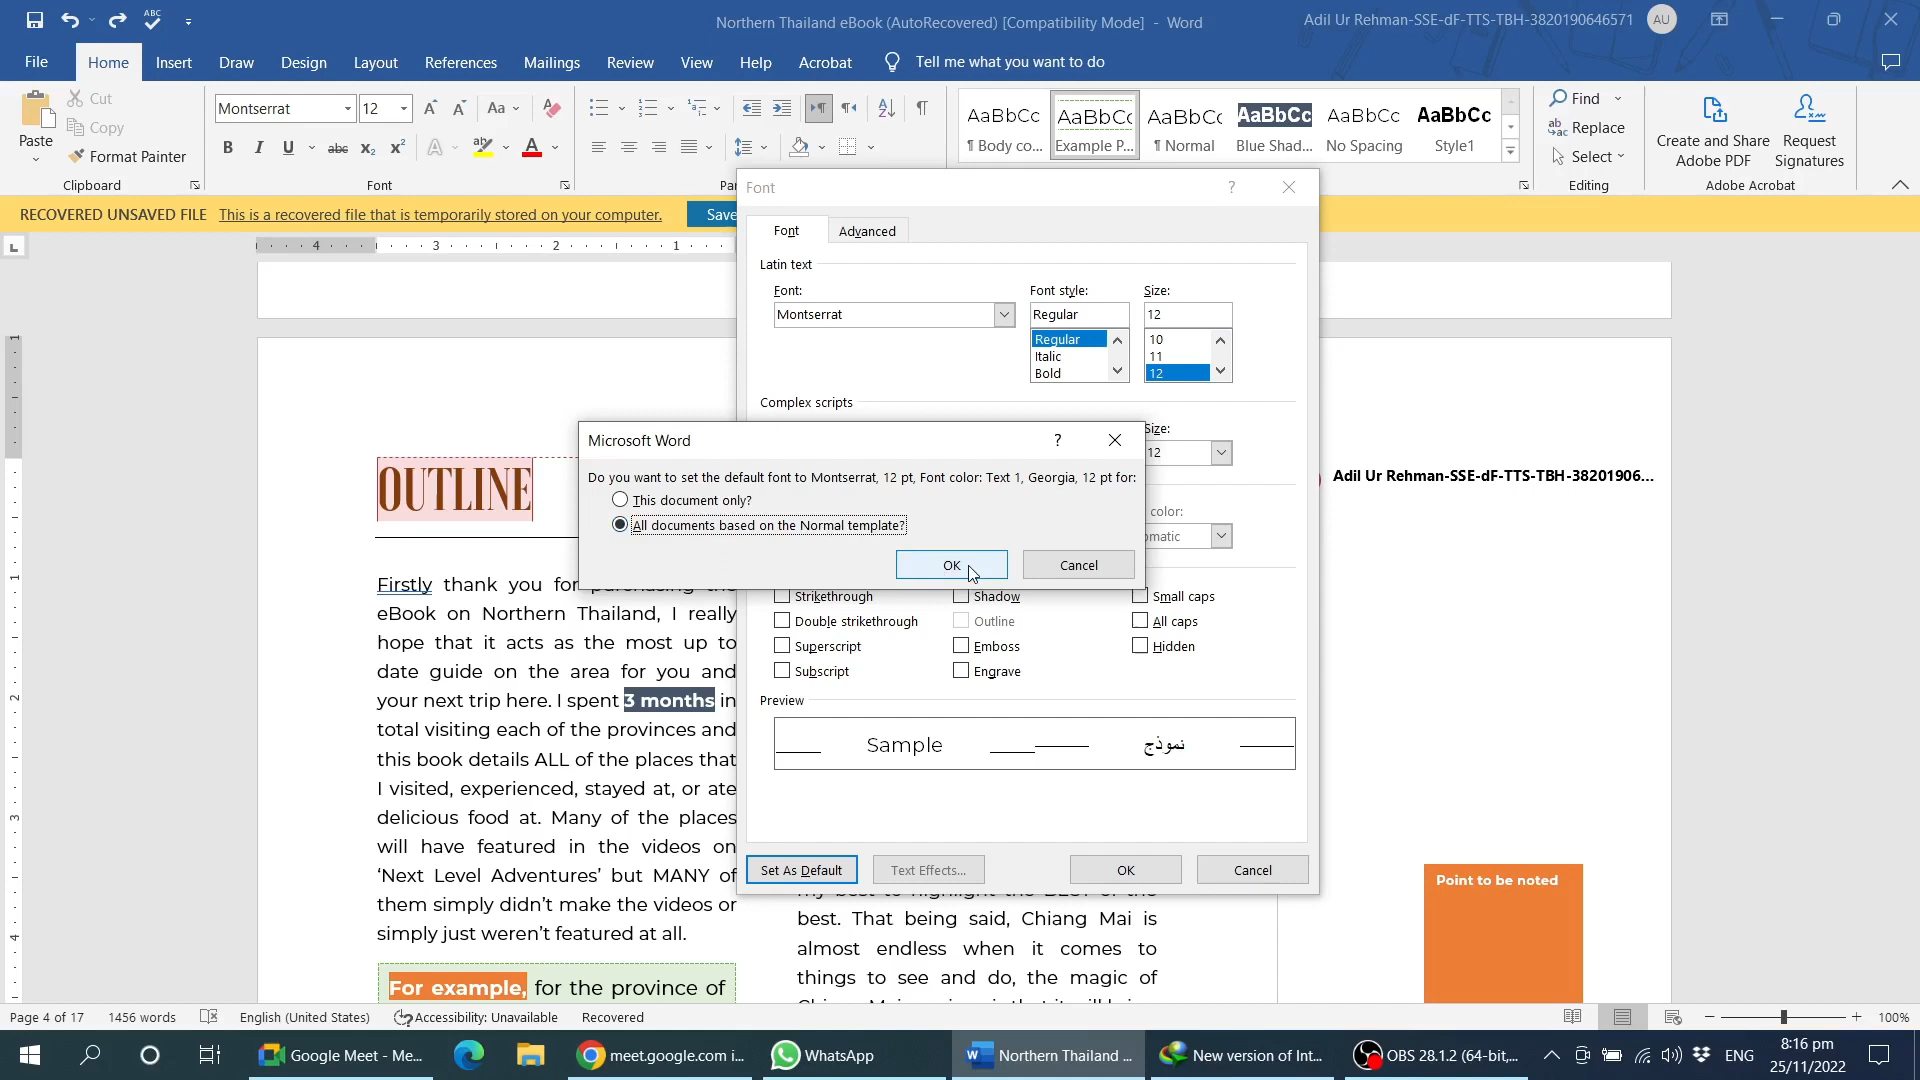 Northern Thailand eBook (AutoRecovered) [Compatibility Mode] - Word
Adil Ur Rehman-SSE-dF-TTS-TBH-3820190646571
AU
File
Home
Insert
Draw
Design
Layout
References
Mailings
Review
View
Help
Acrobat
Tell me what you want to do
Paste
Cut
Copy
Format Painter
Clipboard
Montserrat
12
Font
AaBbCc
¶ Body co...
AaBbCc
Example P...
AaBbCc
¶ Normal
AaBbCc
Blue Shad...
AaBbCc
No Spacing
AaBbCc
Style1
Find
Replace
Select
Editing
Create and Share
Adobe PDF
Request
Signatures
Adobe Acrobat
RECOVERED UNSAVED FILE
This is a recovered file that is temporarily stored on your computer.
Save
Font
Font
Advanced
Latin text
Font:
Montserrat
Font style:
Regular
Regular
Italic
Bold
Size:
12
10
11
12
Complex scripts
Size:
12
color:
Microsoft Word
Do you want to set the default font to Montserrat, 12 pt, Font color: Text 1, Georgia, 12 pt for:
This document only?
All documents based on the Normal template?
OK
Cancel
Strikethrough
Shadow
Small caps
Double strikethrough
Outline
All caps
Superscript
Emboss
Hidden
Subscript
Engrave
Preview
Sample
نموذج
Set As Default
Text Effects...
OK
Cancel
OUTLINE
Firstly thank you for purchasing the
eBook on Northern Thailand, I really
hope that it acts as the most up to
date guide on the area for you and
your next trip here. I spent 3 months in
total visiting each of the provinces and
this book details ALL of the places that
I visited, experienced, stayed at, or ate
delicious food at. Many of the places
will have featured in the videos on
‘Next Level Adventures’ but MANY of
them simply didn’t make the videos or
simply just weren’t featured at all.
For example, for the province of
best. That being said, Chiang Mai is
almost endless when it comes to
things to see and do, the magic of
Adil Ur Rehman-SSE-dF-TTS-TBH-38201906...
Point to be noted
Page 4 of 17
1456 words
English (United States)
Accessibility: Unavailable
Recovered
100%
Google Meet - Me...
meet.google.com i...
WhatsApp
Northern Thailand ...
New version of Int...
OBS 28.1.2 (64-bit,...
ENG
8:16 pm
25/11/2022